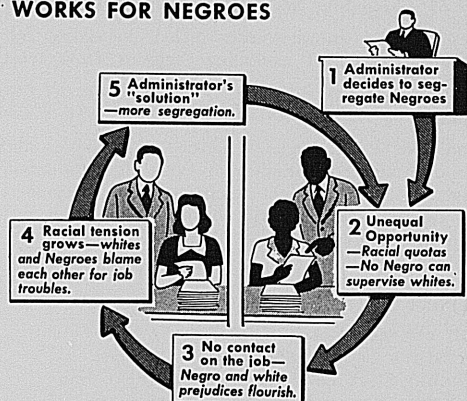 WORKS FOR NEGROES
1 Administrator
decides to seg-
regate Negroes
2 Unequal
Opportunity
—Racial quotas
—No Negro can
supervise whites.
3 No contact
on the job—
Negro and white
prejudices flourish.
4 Racial tension
grows—whites
and Negroes blame
each other for job
troubles.
5 Administrator's
"solution"
—more segregation.